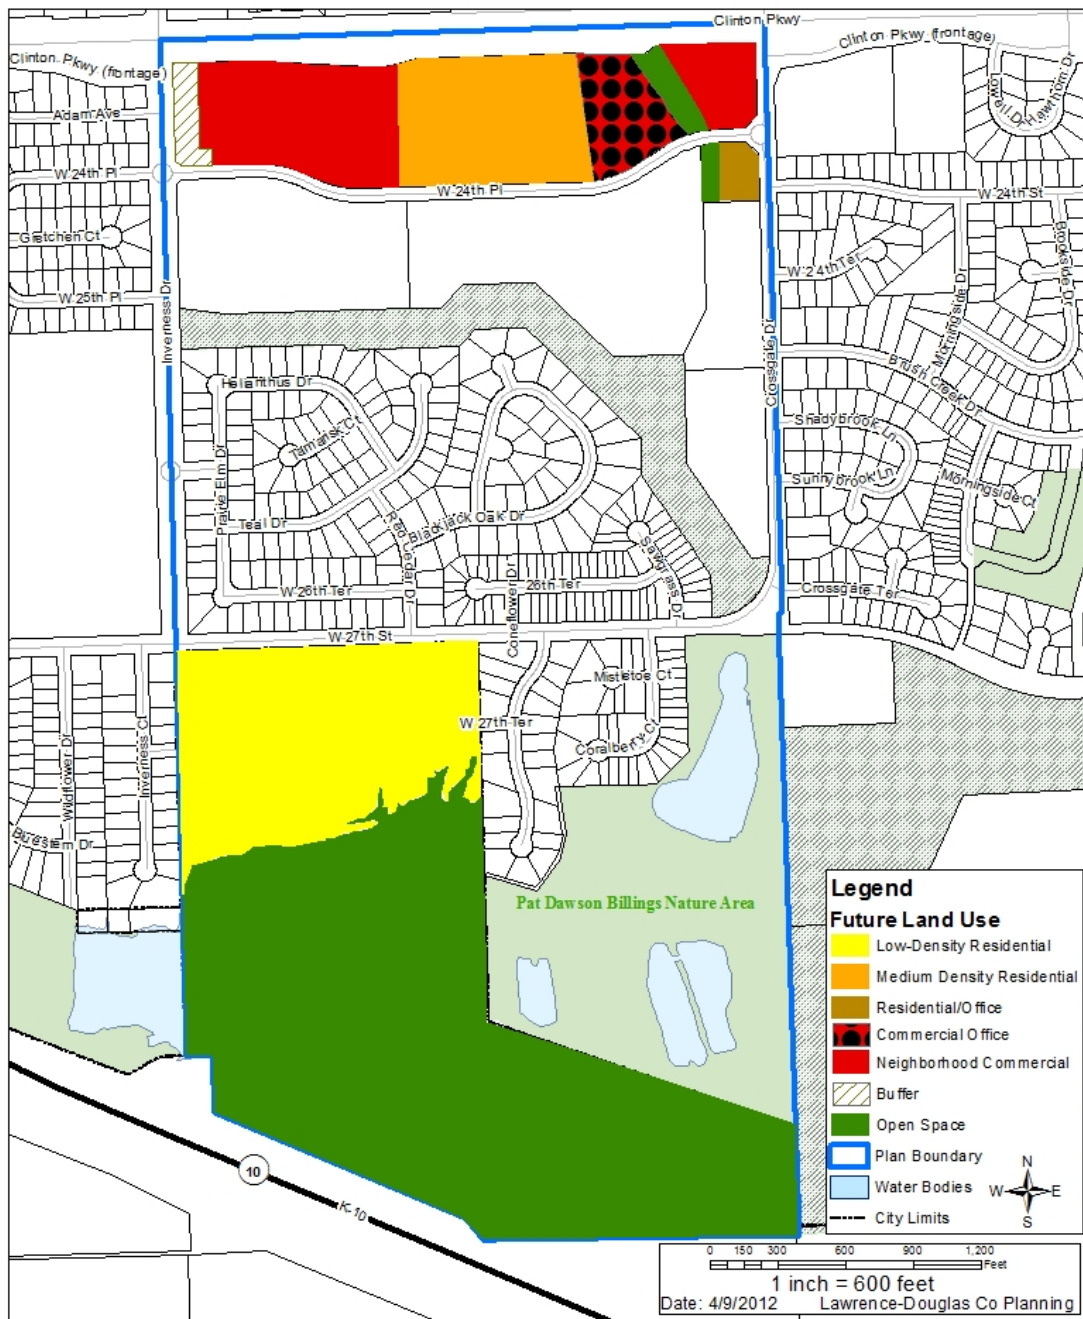 Clinton Pkwy
Clinton Pkwy (frontage)
Clinton Pkwy (frontage)
Lowell Dr
Hawthorn Dr
Adam Ave
W 24th Pl
W 24th Pl
W 24th St
Gretchen Ct
W 24th Ter
Brookside Dr
Morningside Dr
W 25th Pl
Inverness Dr
Crossgate Dr
Helianthus Dr
Brush Creek Dr
Tamarisk Ct
Shadybrook Ln
Prairie Elm Dr
Sunnybrook Ln
Morningside Ct
Teal Dr
Red Cedar Dr
Blackjack Oak Dr
Sawgrass Dr
W 26th Ter
26th Ter
Crossgate Ter
Coneflower Dr
W 27th St
Mistletoe Ct
W 27th Ter
Coralberry Ct
Wildflower Dr
Inverness Ct
Bluestem Dr
Pat Dawson Billings Nature Area
10
K-10
Legend
Future Land Use
Low-Density Residential
Medium Density Residential
Residential/Office
Commercial Office
Neighborhood Commercial
Buffer
Open Space
Plan Boundary
Water Bodies
City Limits
N
W E
S
0 150 300 600 900 1,200
Feet
1 inch = 600 feet
Date: 4/9/2012 Lawrence-Douglas Co Planning